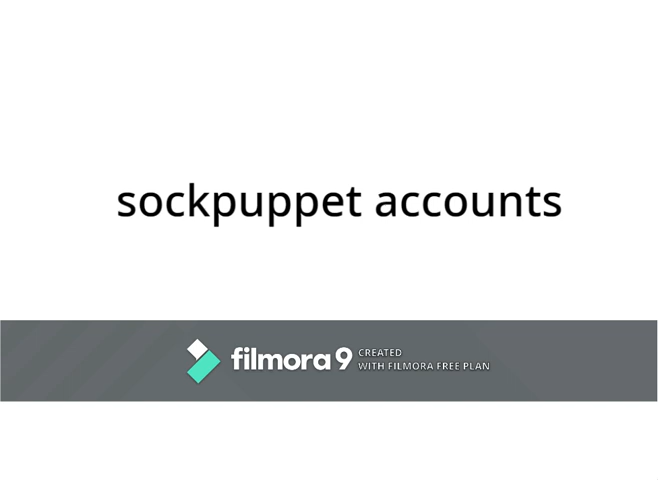 sockpuppet accounts
filmora 9
CREATED
WITH FILMORA FREE PLAN